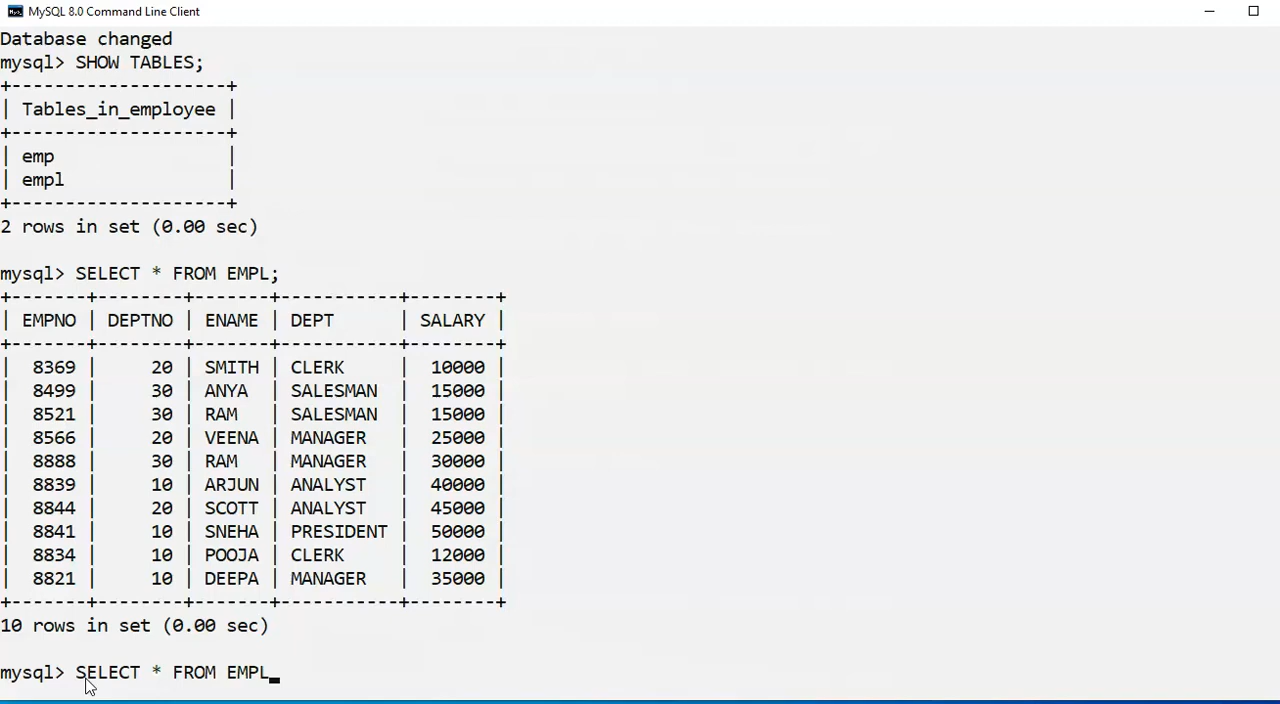 MySQL 8.0 Command Line Client
Database changed
mysql> SHOW TABLES;
+--------------------+
| Tables_in_employee |
+--------------------+
| emp                |
| empl               |
+--------------------+
2 rows in set (0.00 sec)
mysql> SELECT * FROM EMPL;
+-------+--------+-------+-----------+--------+
| EMPNO | DEPTNO | ENAME | DEPT      | SALARY |
+-------+--------+-------+-----------+--------+
|  8369 |     20 | SMITH | CLERK     |  10000 |
|  8499 |     30 | ANYA  | SALESMAN  |  15000 |
|  8521 |     30 | RAM   | SALESMAN  |  15000 |
|  8566 |     20 | VEENA | MANAGER   |  25000 |
|  8888 |     30 | RAM   | MANAGER   |  30000 |
|  8839 |     10 | ARJUN | ANALYST   |  40000 |
|  8844 |     20 | SCOTT | ANALYST   |  45000 |
|  8841 |     10 | SNEHA | PRESIDENT |  50000 |
|  8834 |     10 | POOJA | CLERK     |  12000 |
|  8821 |     10 | DEEPA | MANAGER   |  35000 |
+-------+--------+-------+-----------+--------+
10 rows in set (0.00 sec)
mysql> SELECT * FROM EMPL